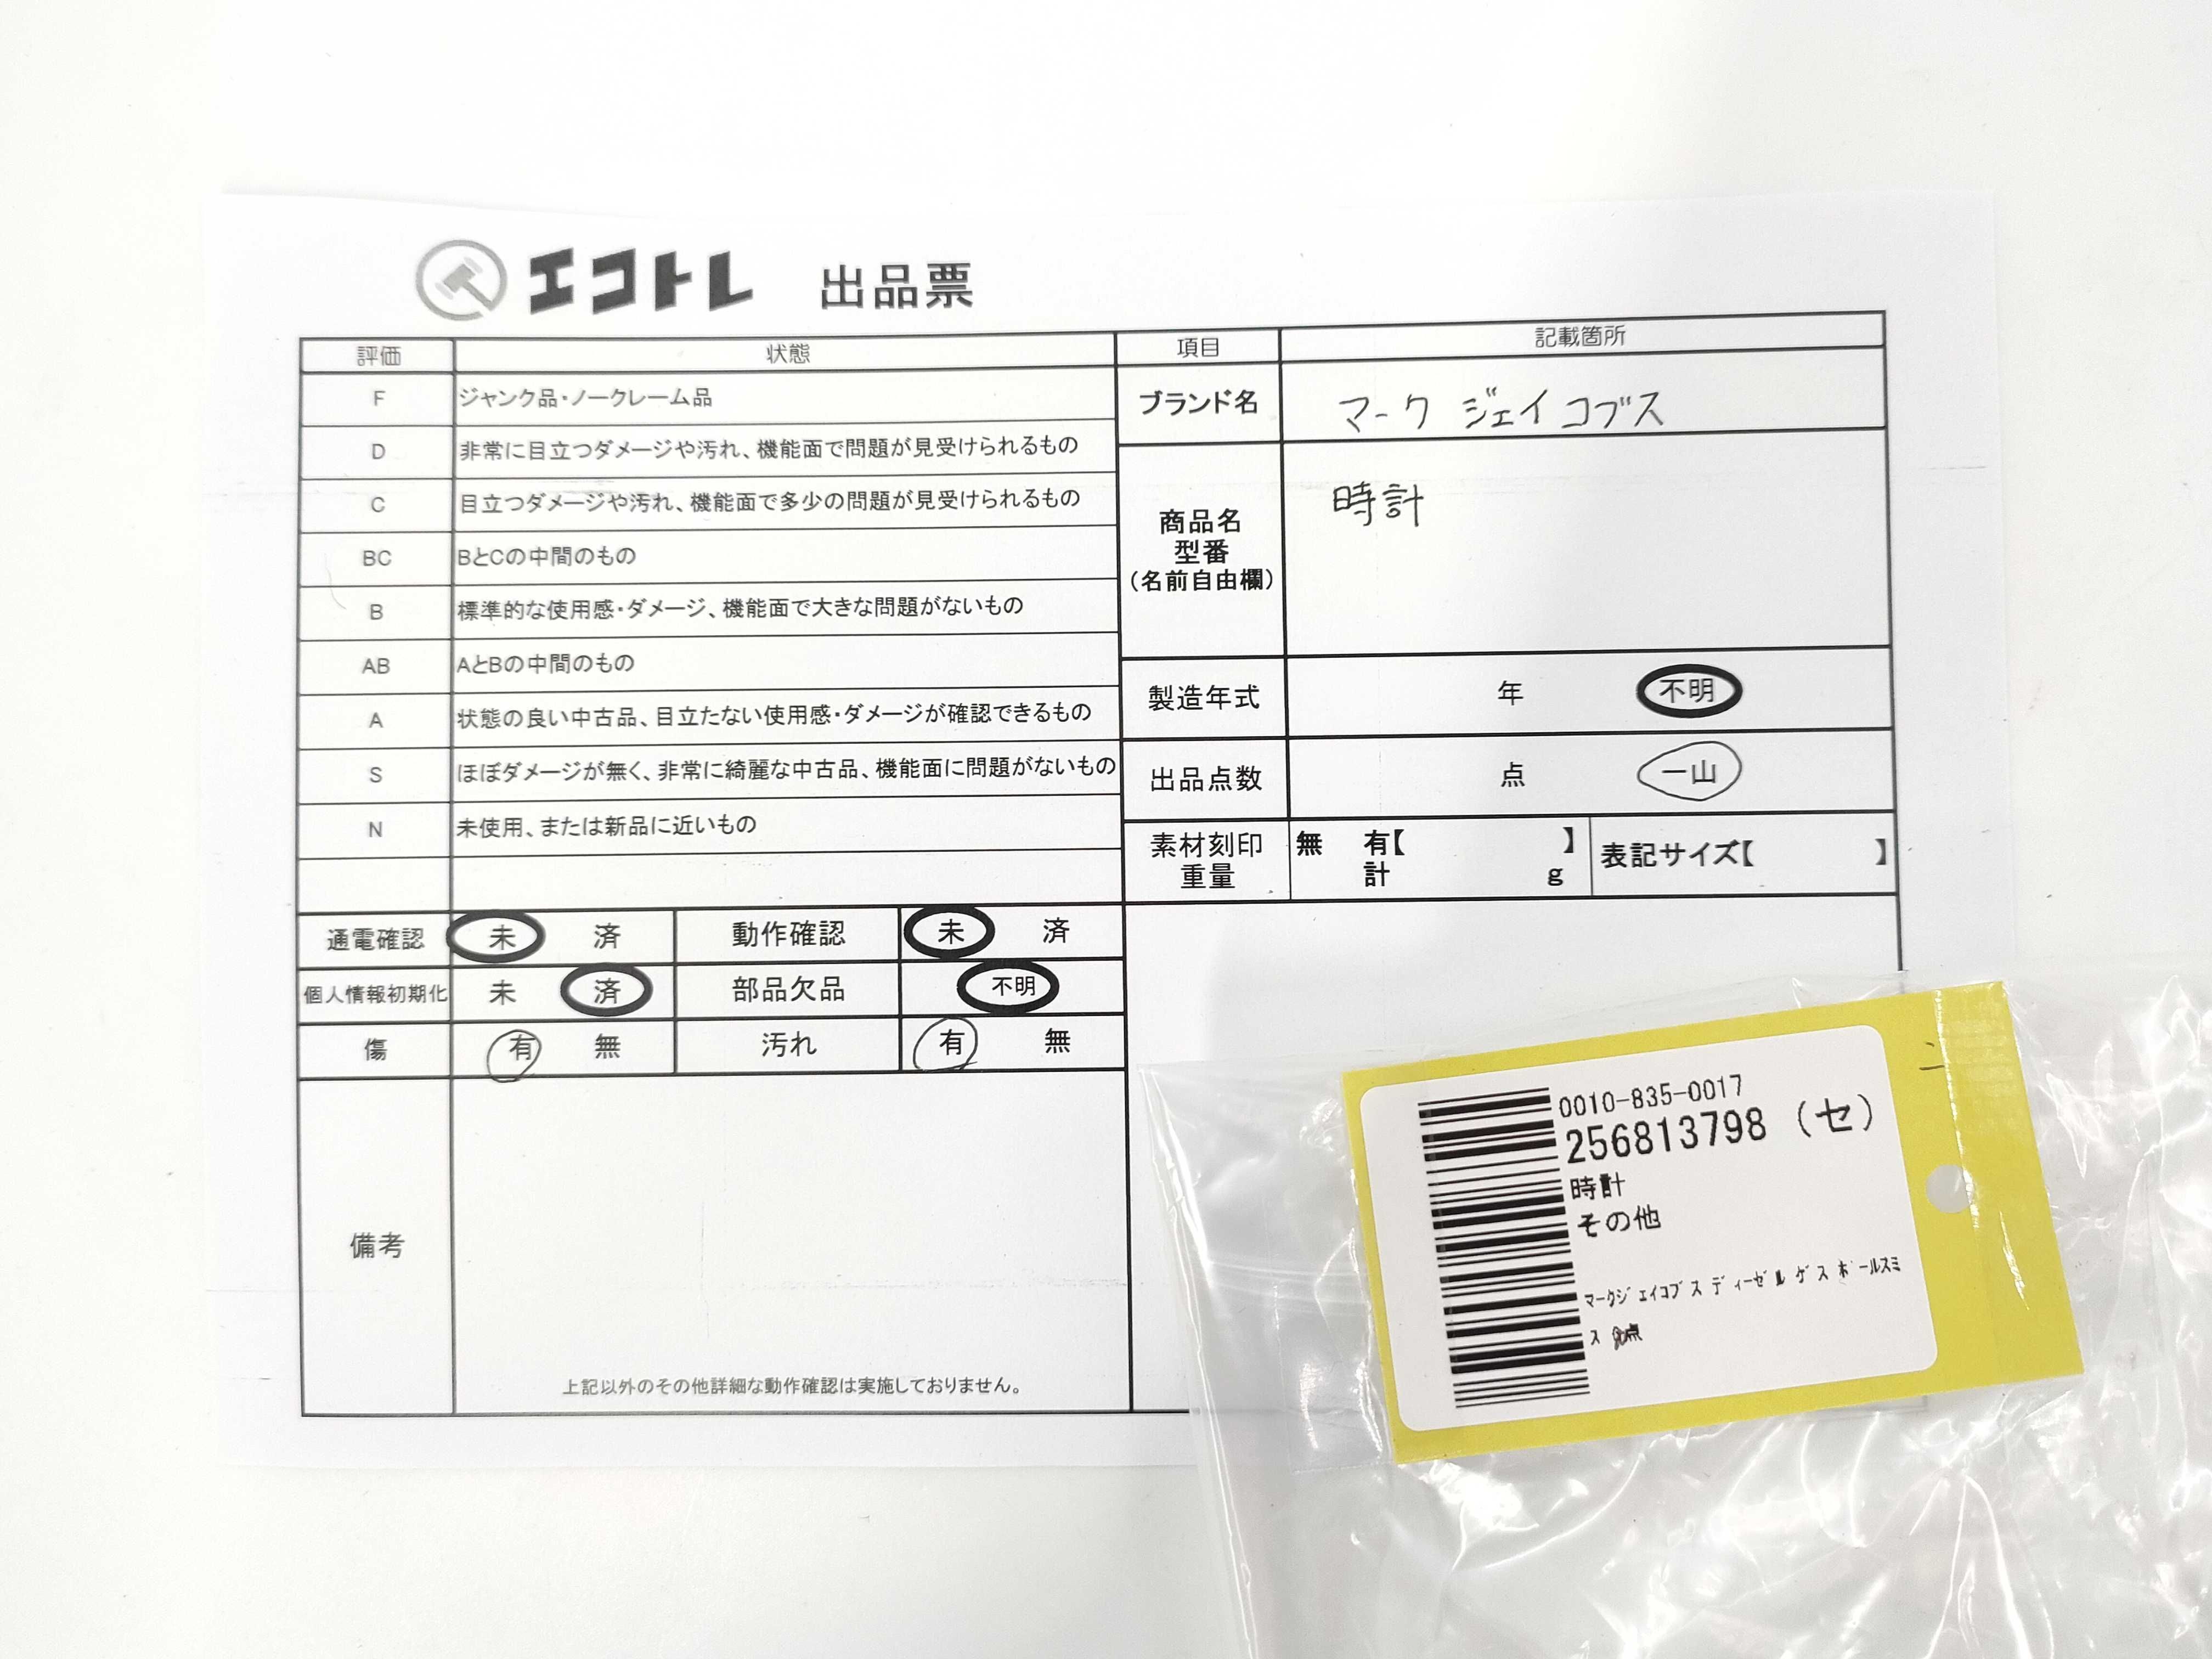 エコトレ 出品票
評価 状態
F ジャンク品・ノークレーム品
D 非常に目立つダメージや汚れ、機能面で問題が見受けられるもの
C 目立つダメージや汚れ、機能面で多少の問題が見受けられるもの
BC BとCの中間のもの
B 標準的な使用感・ダメージ、機能面で大きな問題がないもの
AB AとBの中間のもの
A 状態の良い中古品、目立たない使用感・ダメージが確認できるもの
S ほぼダメージが無く、非常に綺麗な中古品、機能面に問題がないもの
N 未使用、または新品に近いもの
通電確認 未 済 動作確認 未 済
個人情報初期化 未 済 部品欠品 不明
傷 有 無 汚れ 有 無
備考
上記以外のその他詳細な動作確認は実施しておりません。
項目 記載箇所
ブランド名 マーク ジェイコブス
商品名
型番
(名前自由欄)
時計
製造年式 年 不明
出品点数 点 一山
素材刻印
重量
無 有【 】
計 g
表記サイズ【 】
0010-835-0017
256813798 (セ)
時計
その他
マークジェイコブス ディーゼル ゲス ポールスミ
ス 点